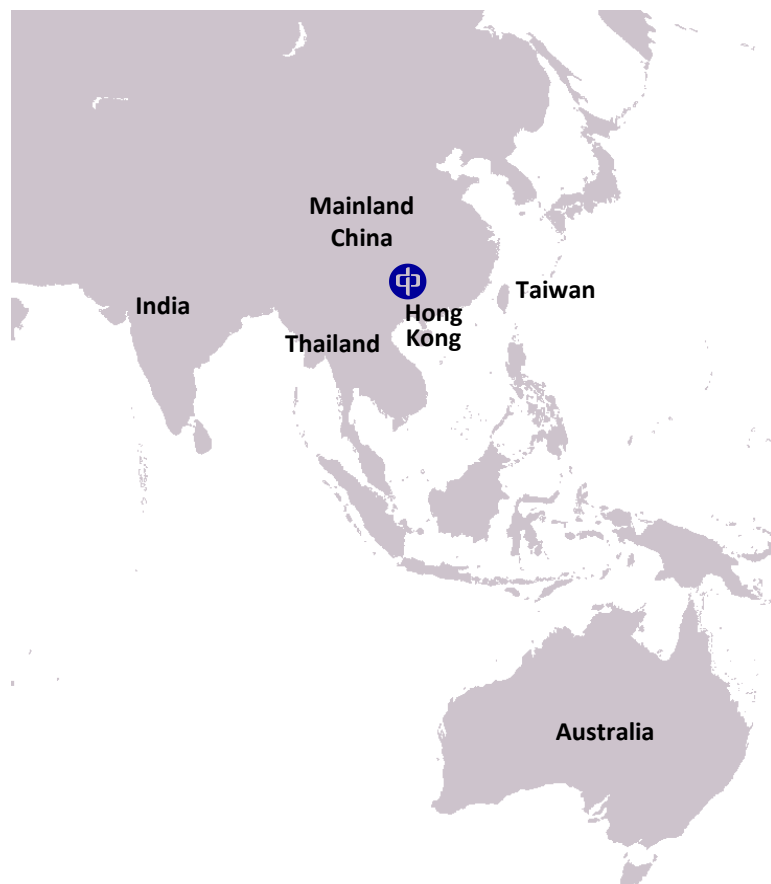 Mainland
China
India
Taiwan
Hong
Kong
Thailand
Australia